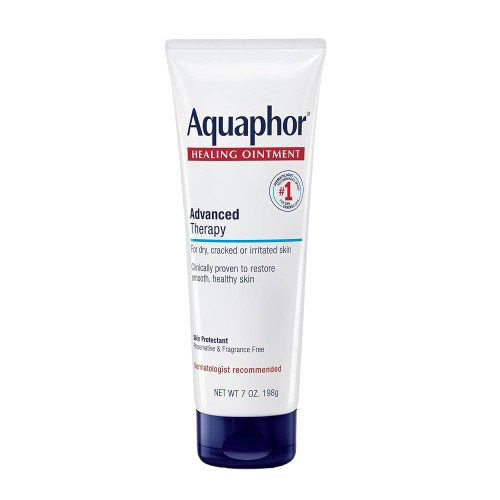 Aquaphor®
HEALING OINTMENT
#1
Advanced
Therapy
For dry, cracked or irritated skin
Clinically proven to restore
smooth, healthy skin
Skin Protectant
Preservative & Fragrance Free
Dermatologist recommended
NET WT 7 OZ. 198g